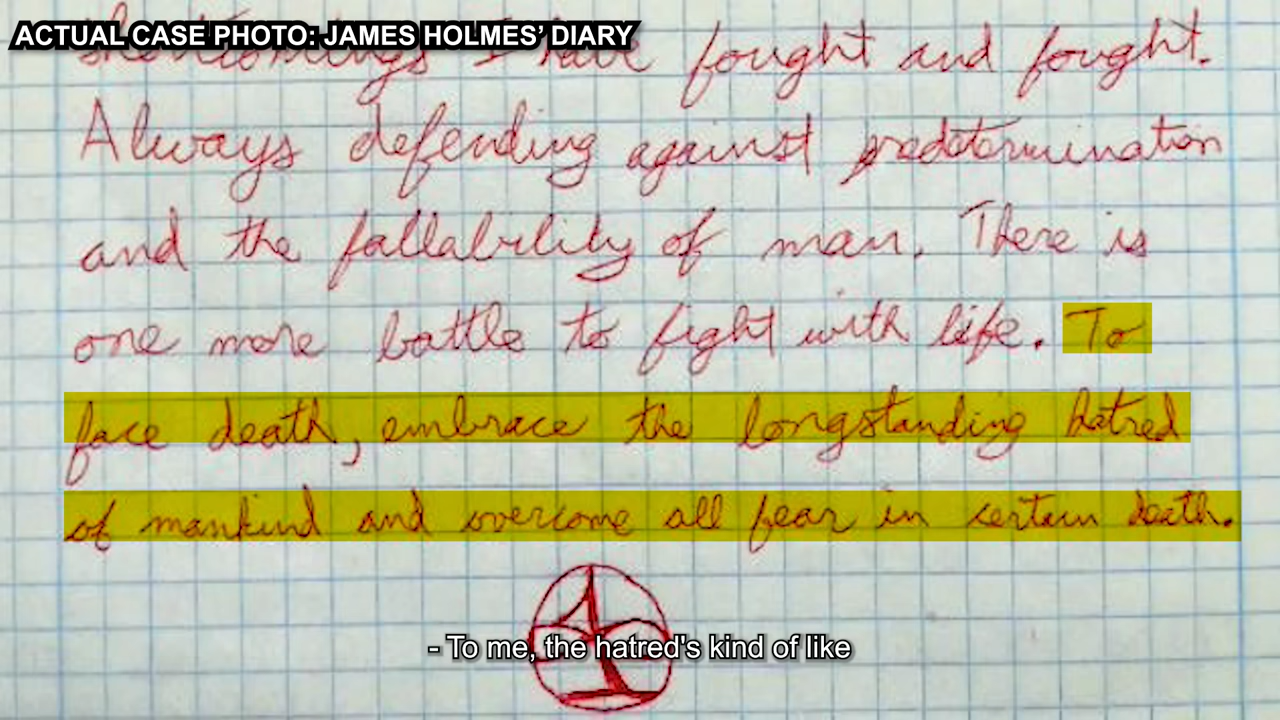 ACTUAL CASE PHOTO: JAMES HOLMES' DIARY
shortcomings I have fought and fought.
Always defending against predetermination
and the fallability of man. There is
one more battle to fight with life. To
face death, embrace the longstanding hatred
of mankind and overcome all fear in certain death.
- To me, the hatred's kind of like